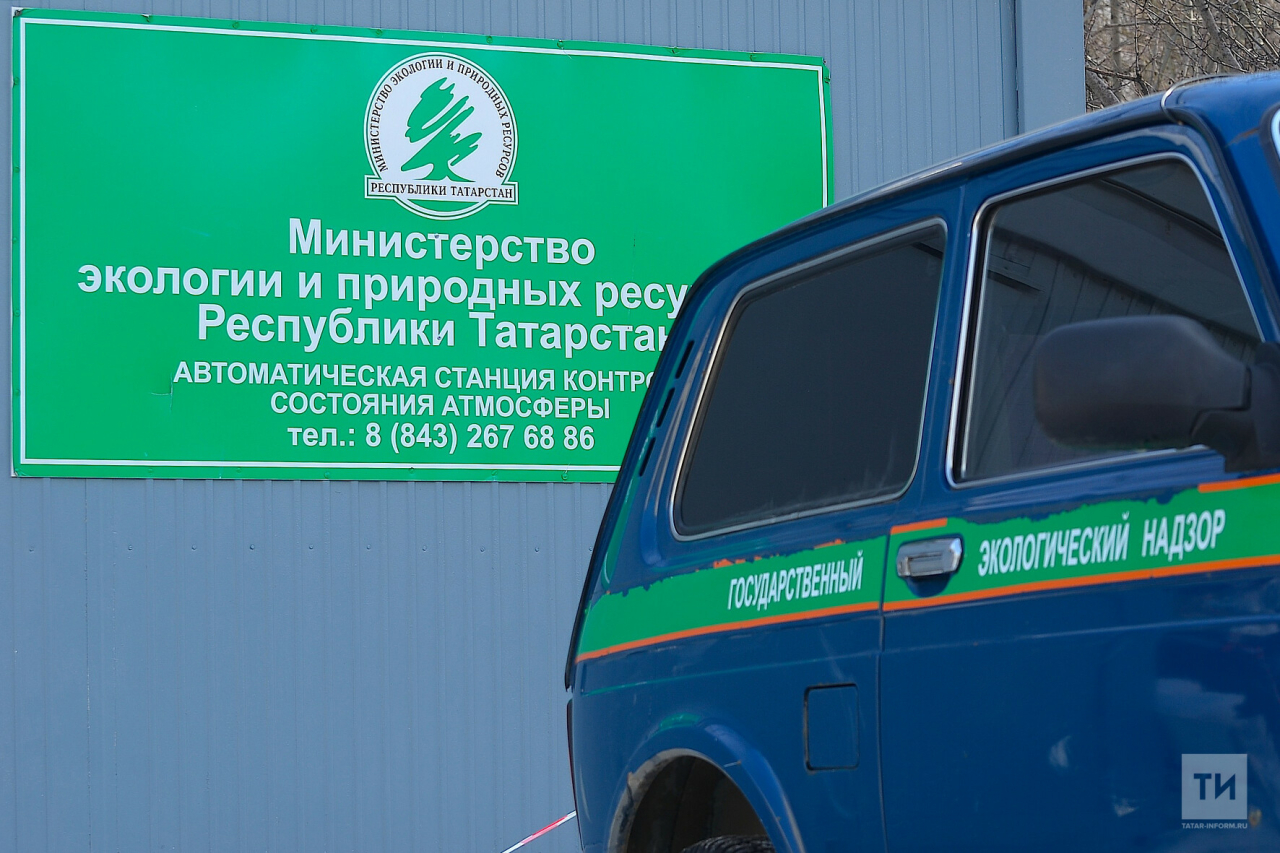 МИНИСТЕРСТВО ЭКОЛОГИИ И ПРИРОДНЫХ РЕСУРСОВ
РЕСПУБЛИКИ ТАТАРСТАН
Министерство
экологии и природных ресу
Республики Татарстан
АВТОМАТИЧЕСКАЯ СТАНЦИЯ КОНТРО
СОСТОЯНИЯ АТМОСФЕРЫ
тел.: 8 (843) 267 68 86
ГОСУДАРСТВЕННЫЙ ЭКОЛОГИЧЕСКИЙ НАДЗОР
ТИ
TATAR-INFORM.RU